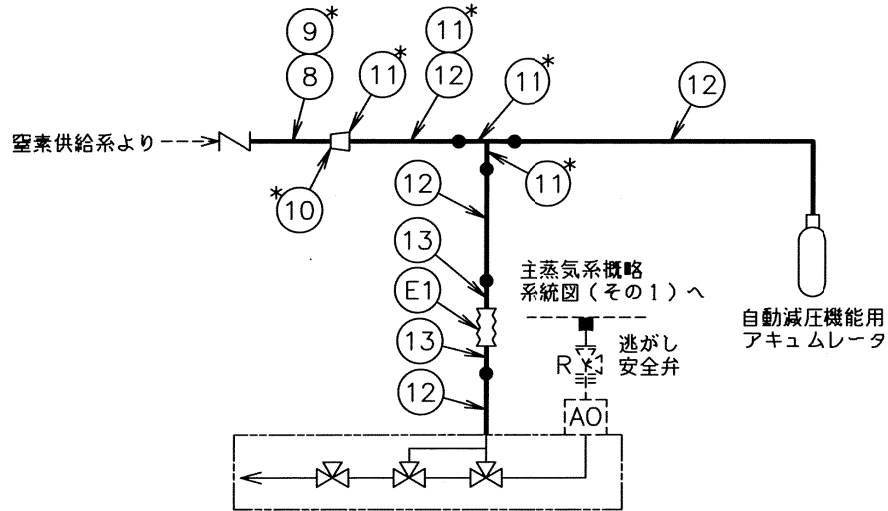 9*
11*
8
11*
12
11*
12
窒素供給系より
*10
12
11*
13
主蒸気系概略
系統図（その1）へ
E1
自動減圧機能用
アキュムレータ
13
逃がし
安全弁
R
12
AO